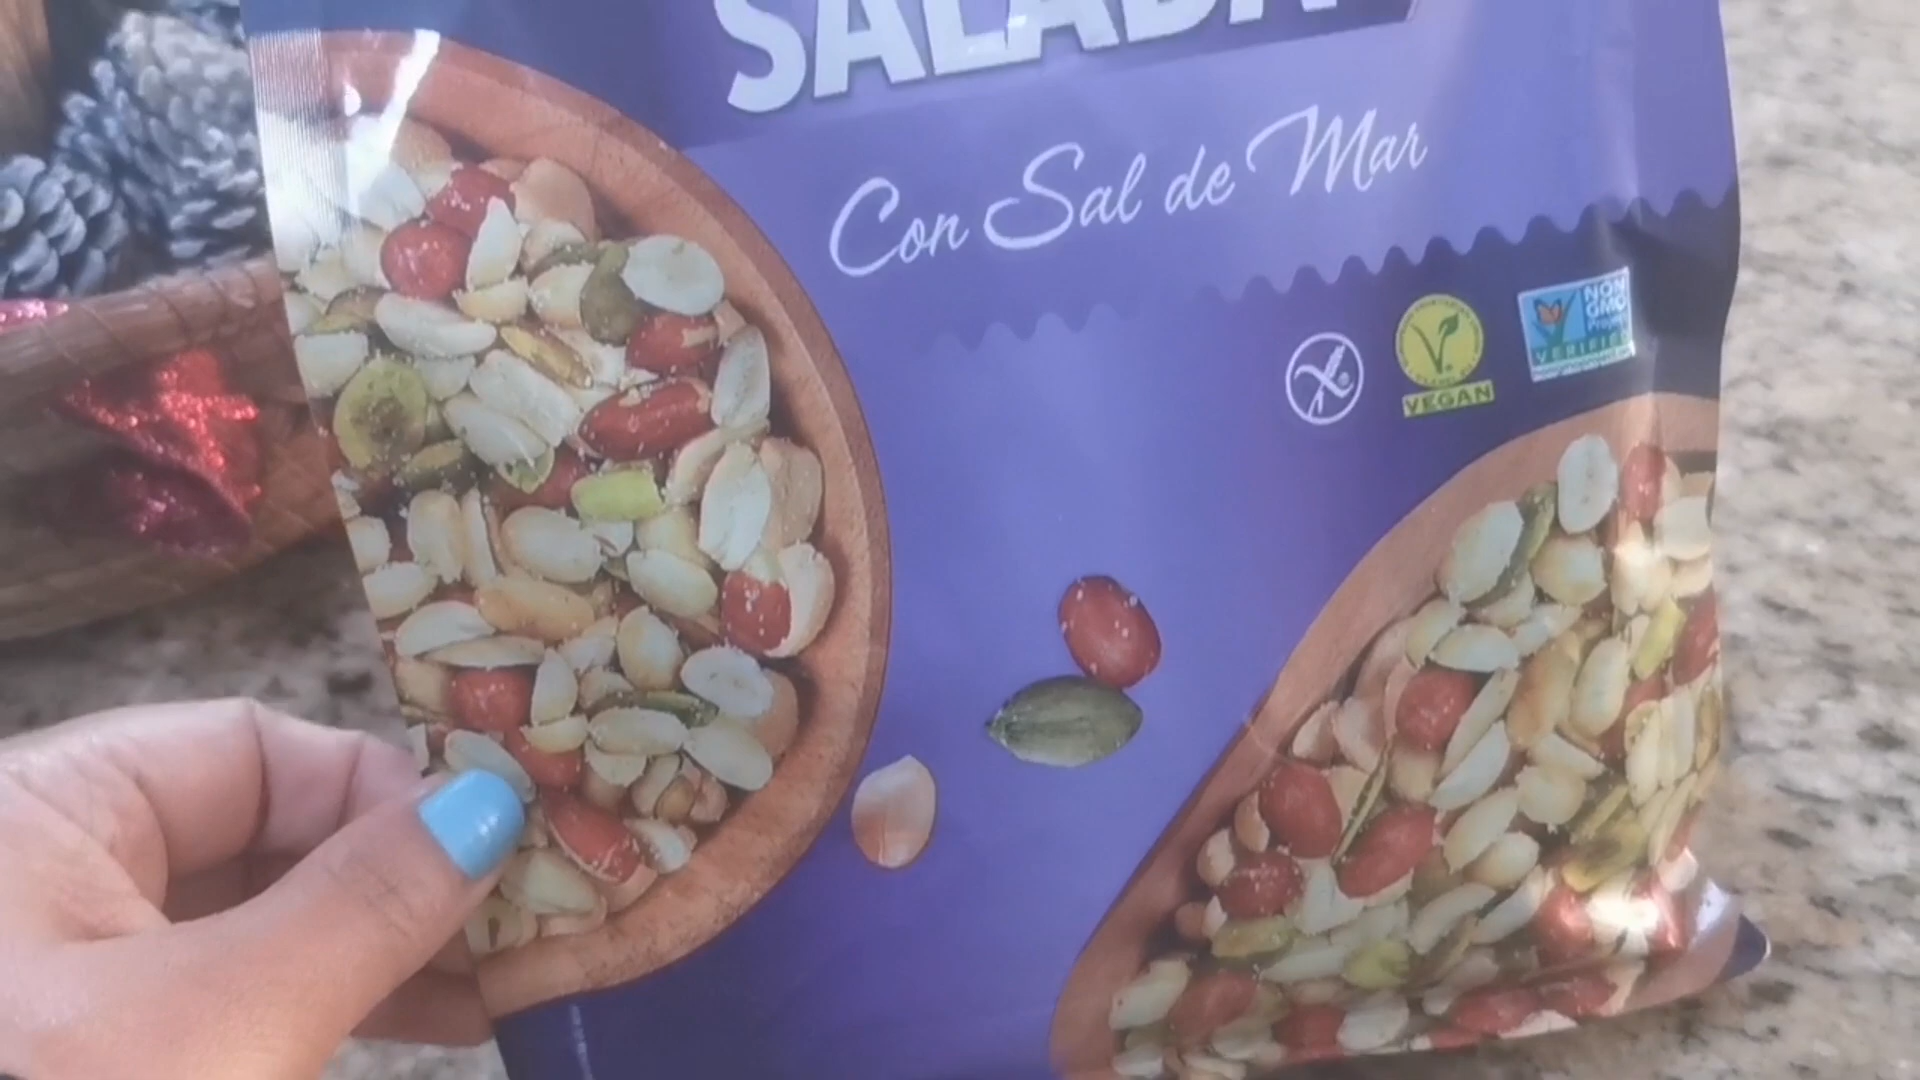 SALADA
Con Sal de Mar
NON
GMO
Project
VERIFIED
VEGAN